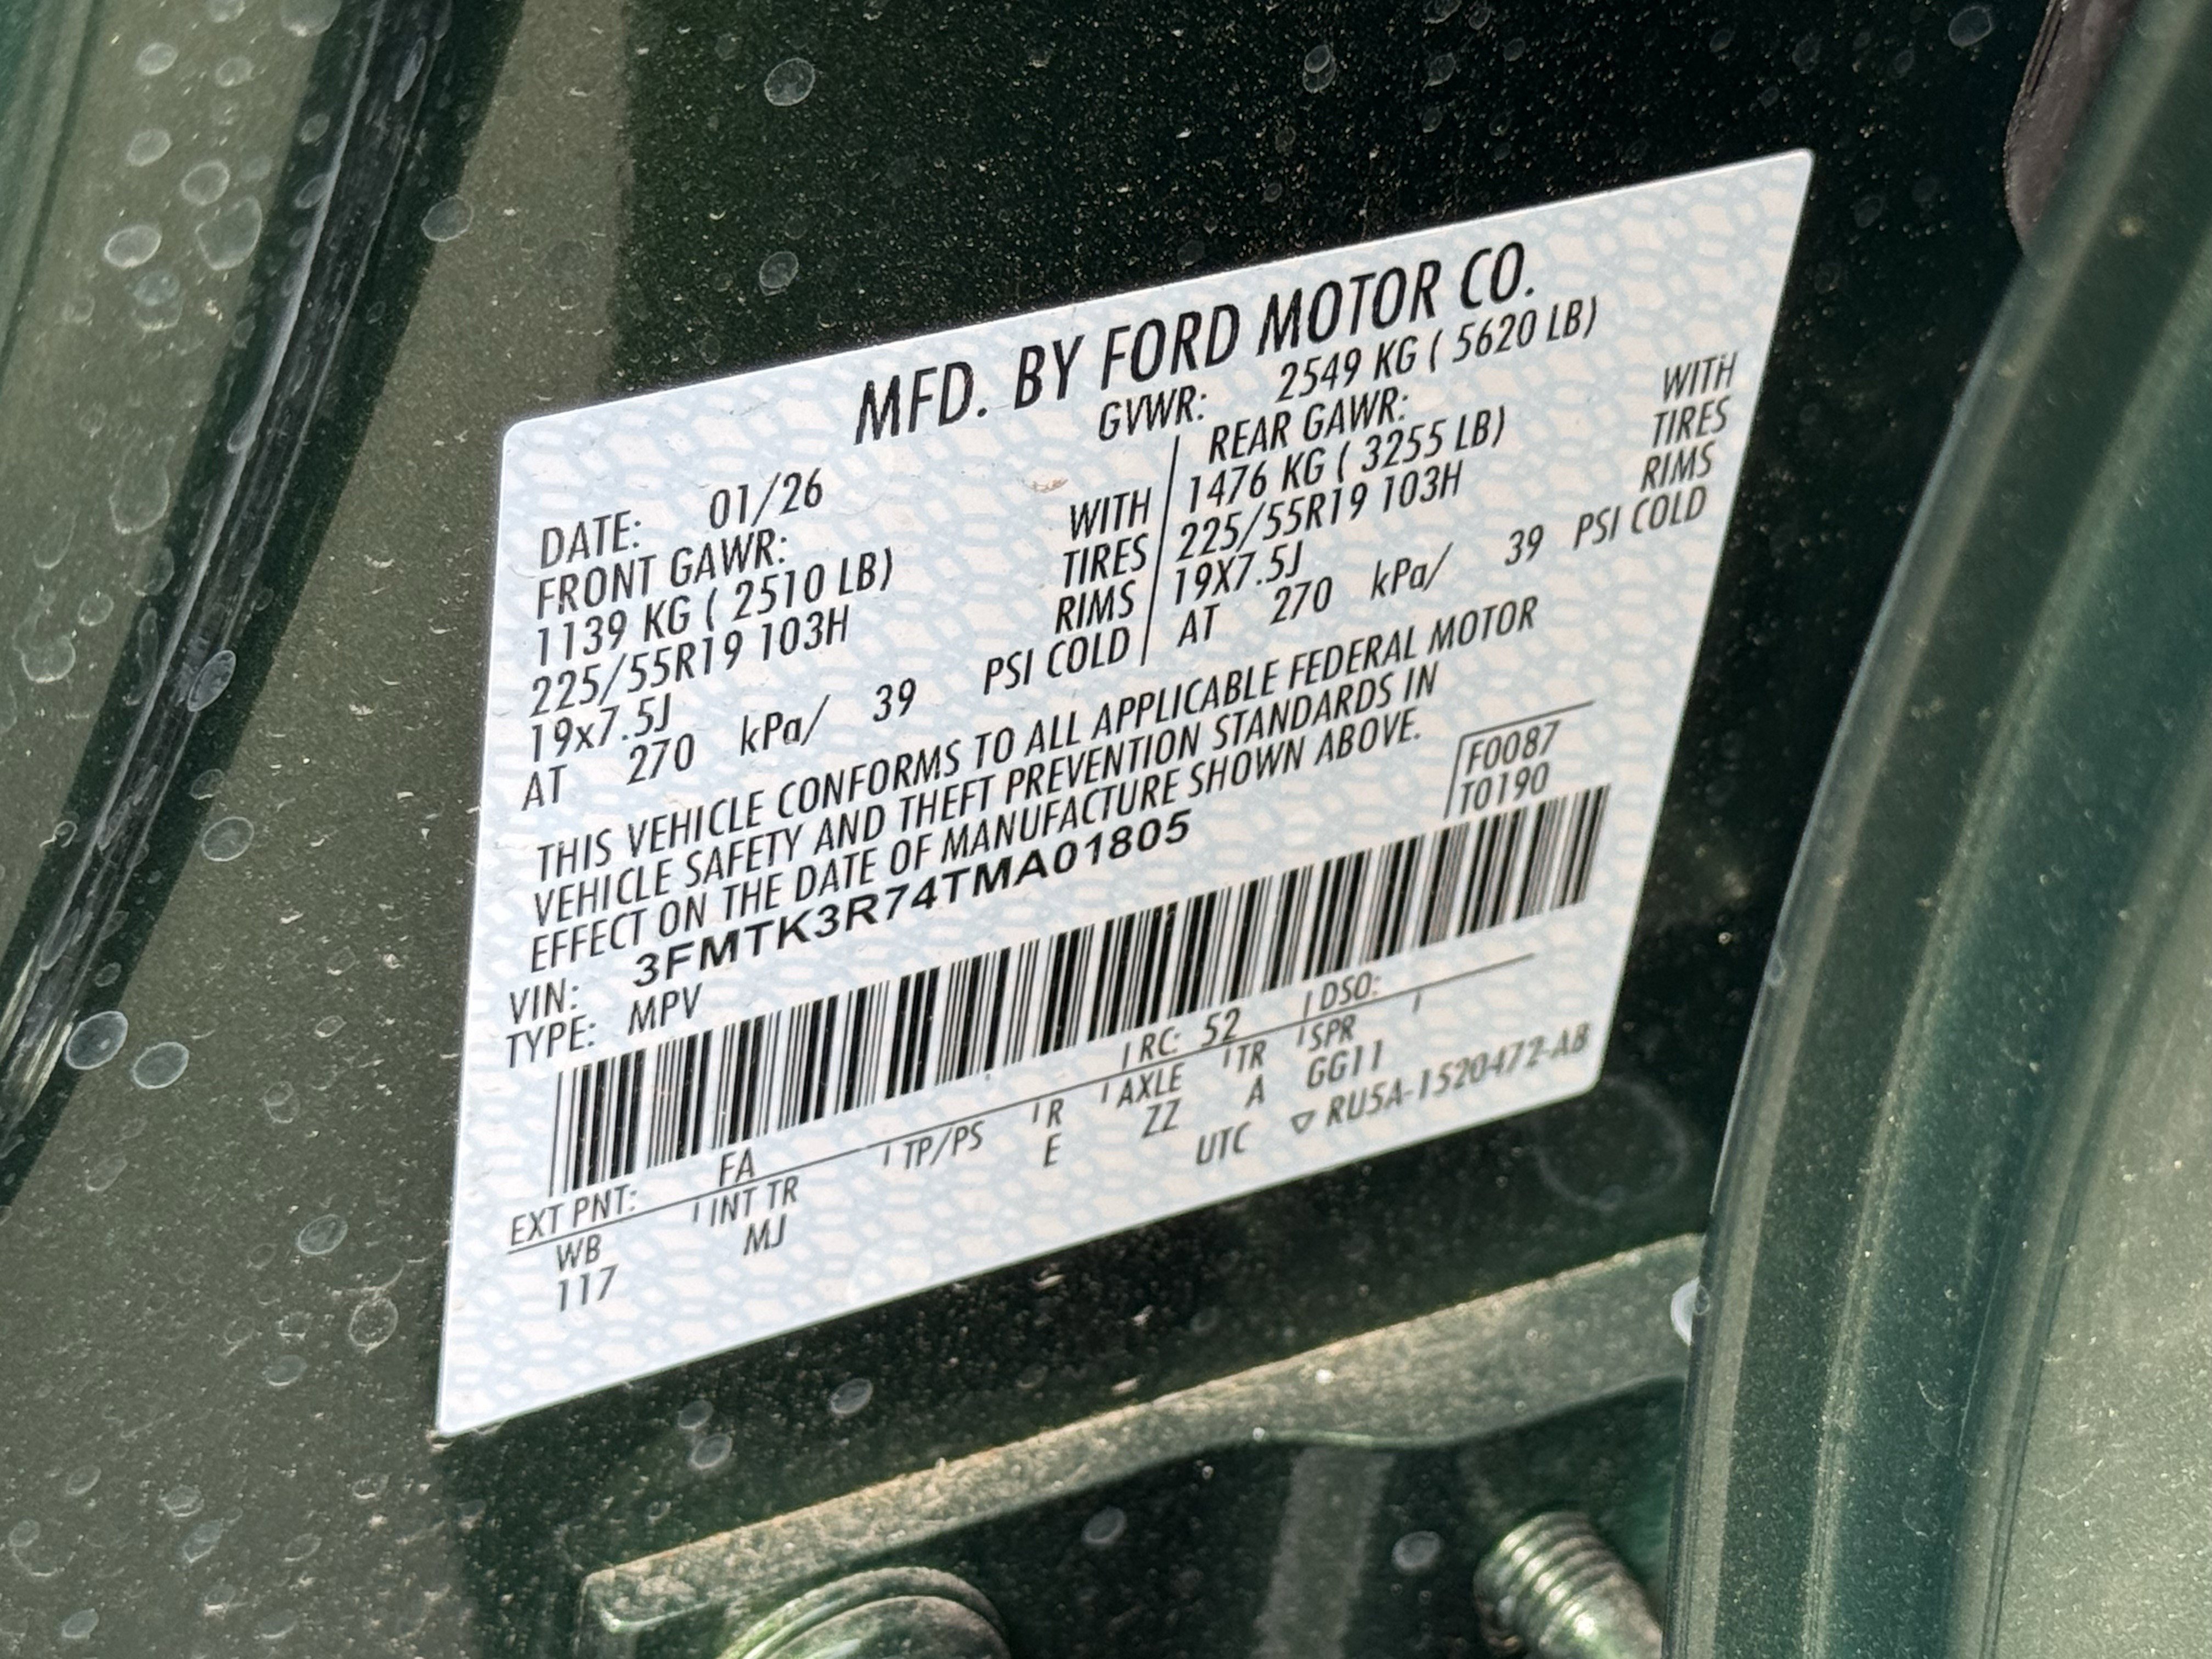 MFD. BY FORD MOTOR CO.
DATE: 01/26 GVWR: 2549 KG ( 5620 LB)
FRONT GAWR: REAR GAWR:
1139 KG ( 2510 LB) WITH 1476 KG ( 3255 LB) WITH
225/55R19 103H TIRES 225/55R19 103H TIRES
19x7.5J RIMS 19X7.5J RIMS
AT 270 kPa/ 39 PSI COLD AT 270 kPa/ 39 PSI COLD
THIS VEHICLE CONFORMS TO ALL APPLICABLE FEDERAL MOTOR
VEHICLE SAFETY AND THEFT PREVENTION STANDARDS IN
EFFECT ON THE DATE OF MANUFACTURE SHOWN ABOVE.
VIN: 3FMTK3R74TMA01805 F0087
TYPE: MPV T0190
EXT PNT: FA RC: 52 DSO:
WB INT TR TP/PS R AXLE TR SPR
117 MJ E ZZ A GG11
UTC ▽ RU5A-1520472-AB